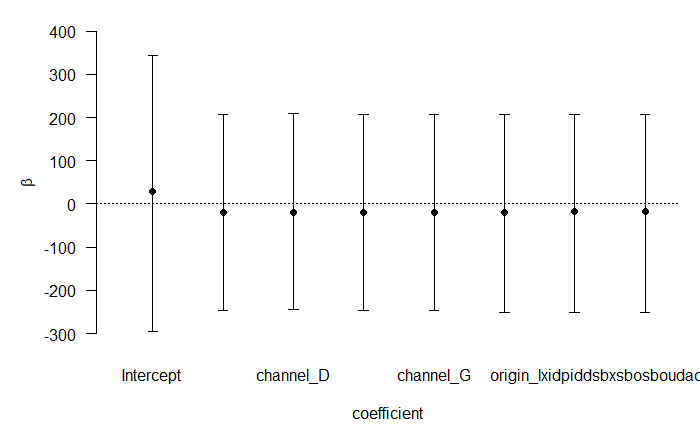 400
300
200
100
0
-100
-200
-300
β
Intercept
channel_D
channel_G
origin_lxidpiddsbxsbosboudac
coefficient